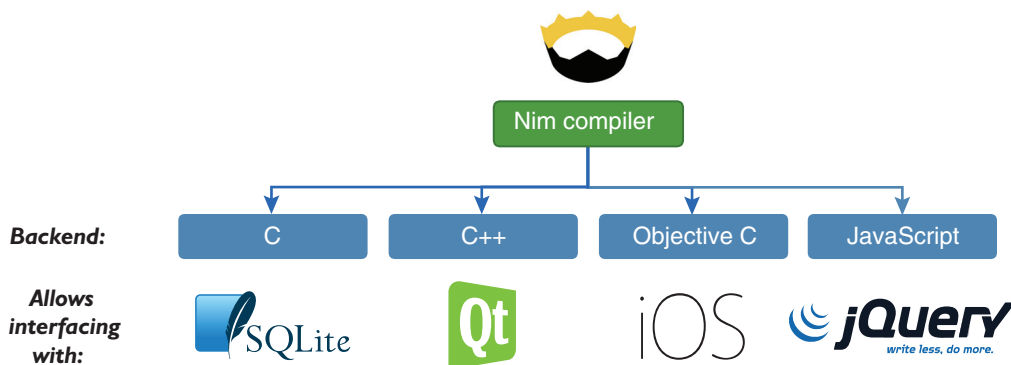 Nim compiler
Backend:
C
C++
Objective C
JavaScript
Allows
interfacing
with:
SQLite
Qt
iOS
jQuery
write less, do more.